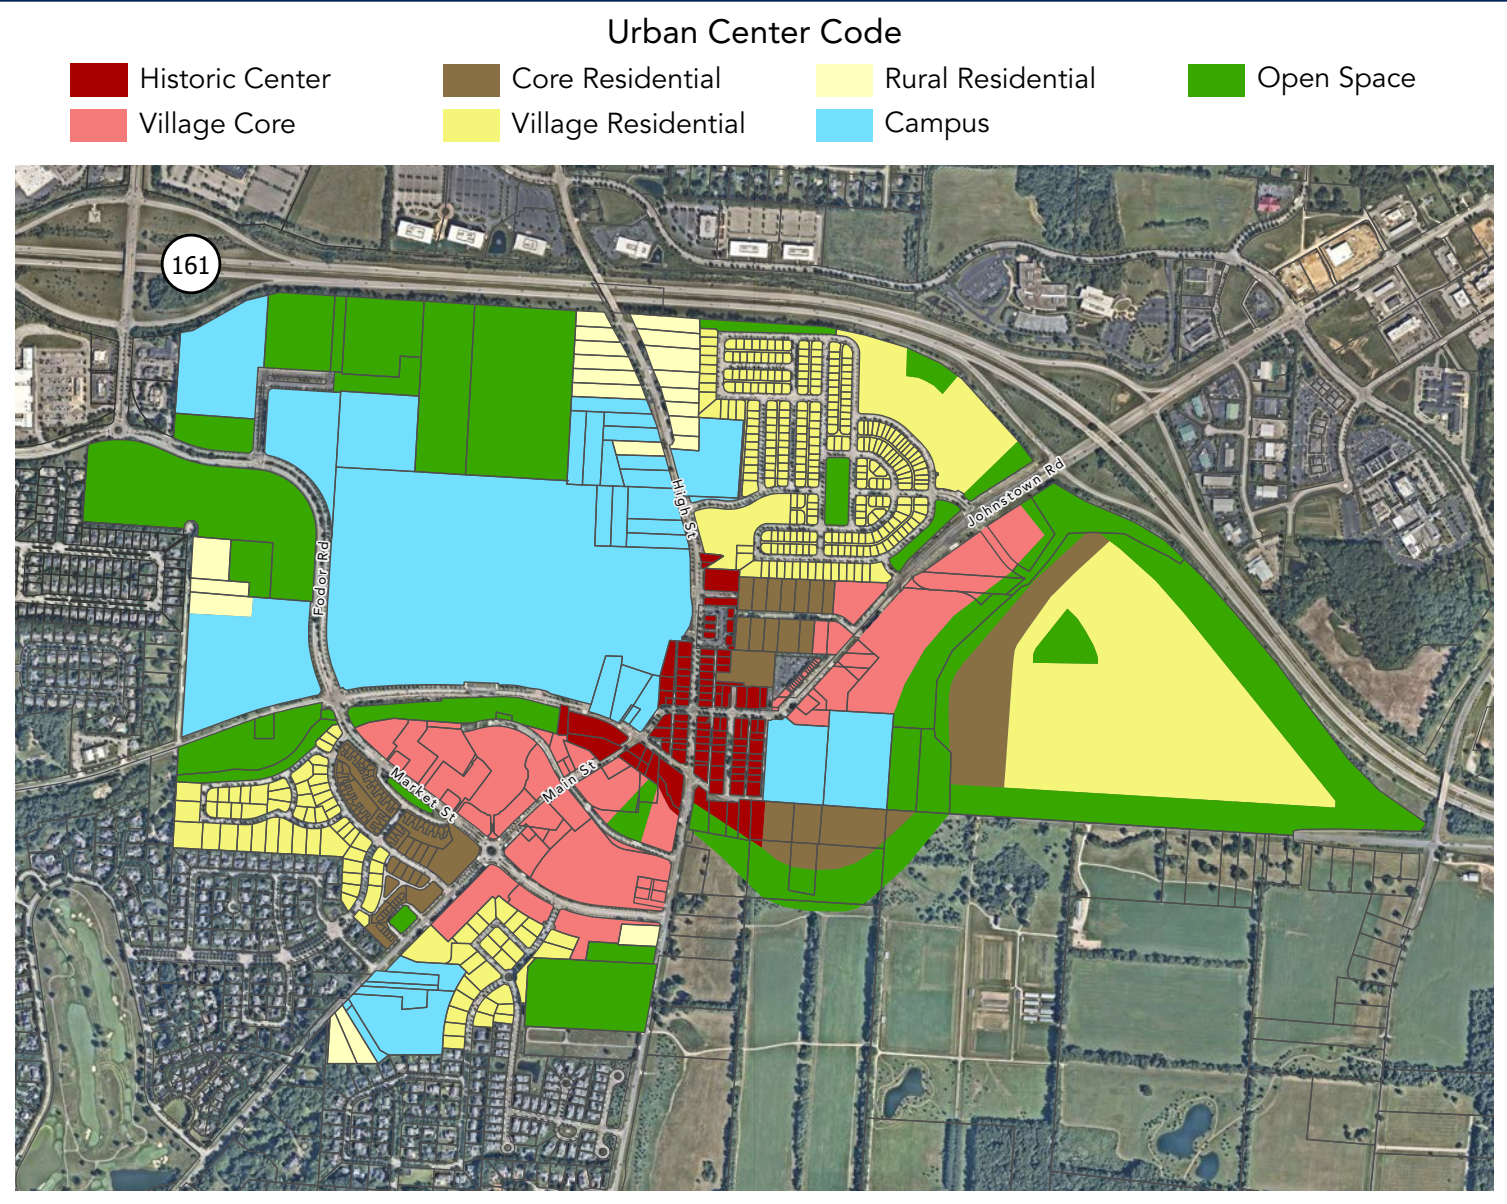 Urban Center Code
Historic Center
Core Residential
Rural Residential
Open Space
Village Core
Village Residential
Campus
161
High St
Johnstown Rd
Fodor Rd
Market St
Main St